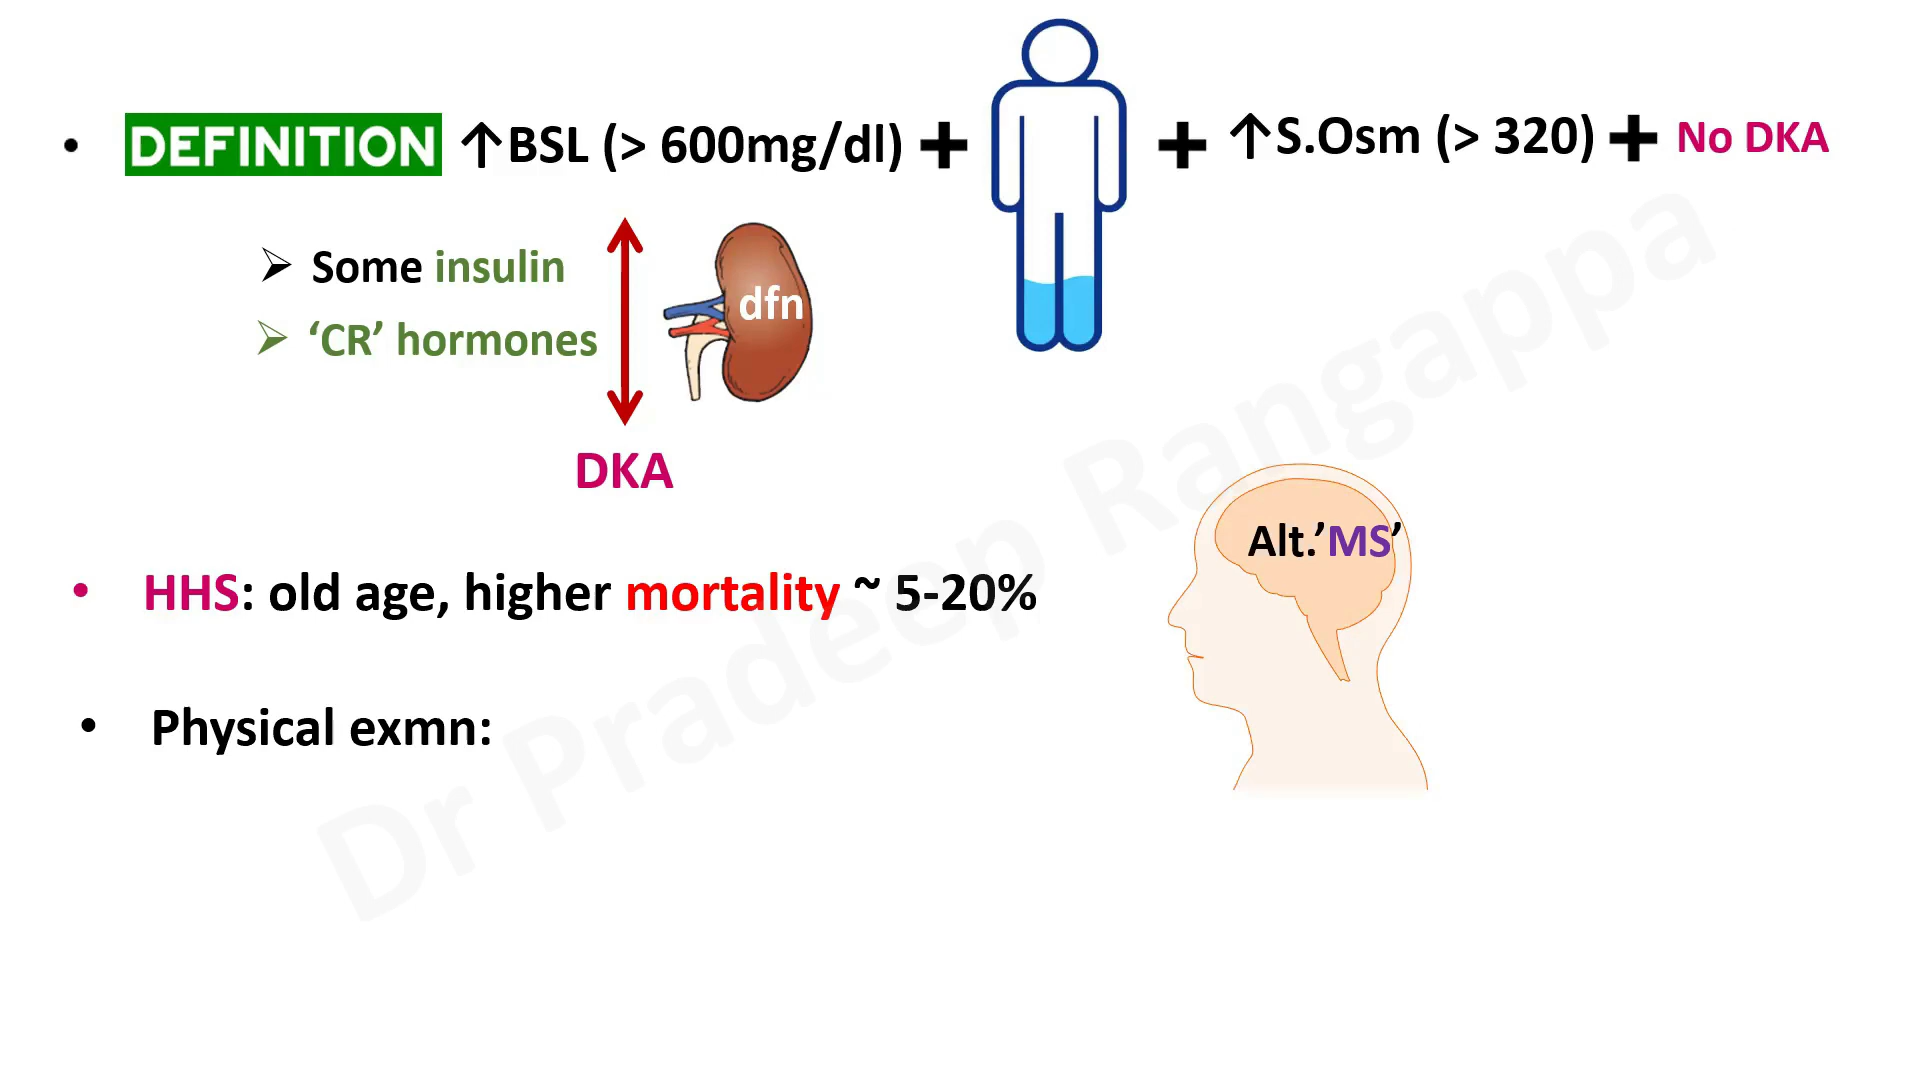 • DEFINITION ↑BSL (> 600mg/dl) + + ↑S.Osm (> 320) + No DKA
➢ Some insulin
dfn
➢ ‘CR’ hormones
DKA
Alt.’MS’
• HHS: old age, higher mortality ~ 5-20%
• Physical exmn:
Dr Pradeep Rangappa